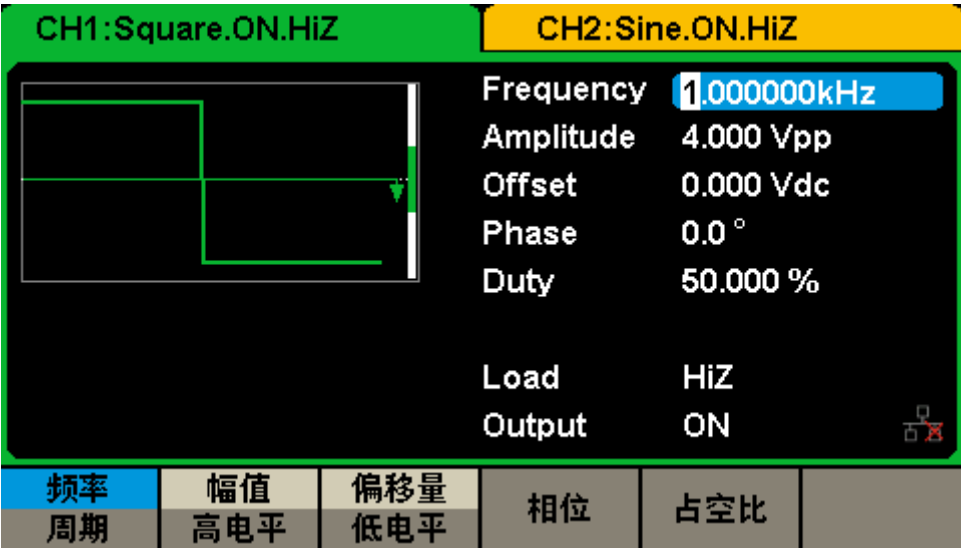 CH1:Square.ON.HiZ
CH2:Sine.ON.HiZ
Frequency 1.000000kHz
Amplitude 4.000 Vpp
Offset 0.000 Vdc
Phase 0.0 °
Duty 50.000 %
Load HiZ
Output ON
频率 幅值 偏移量 相位 占空比
周期 高电平 低电平